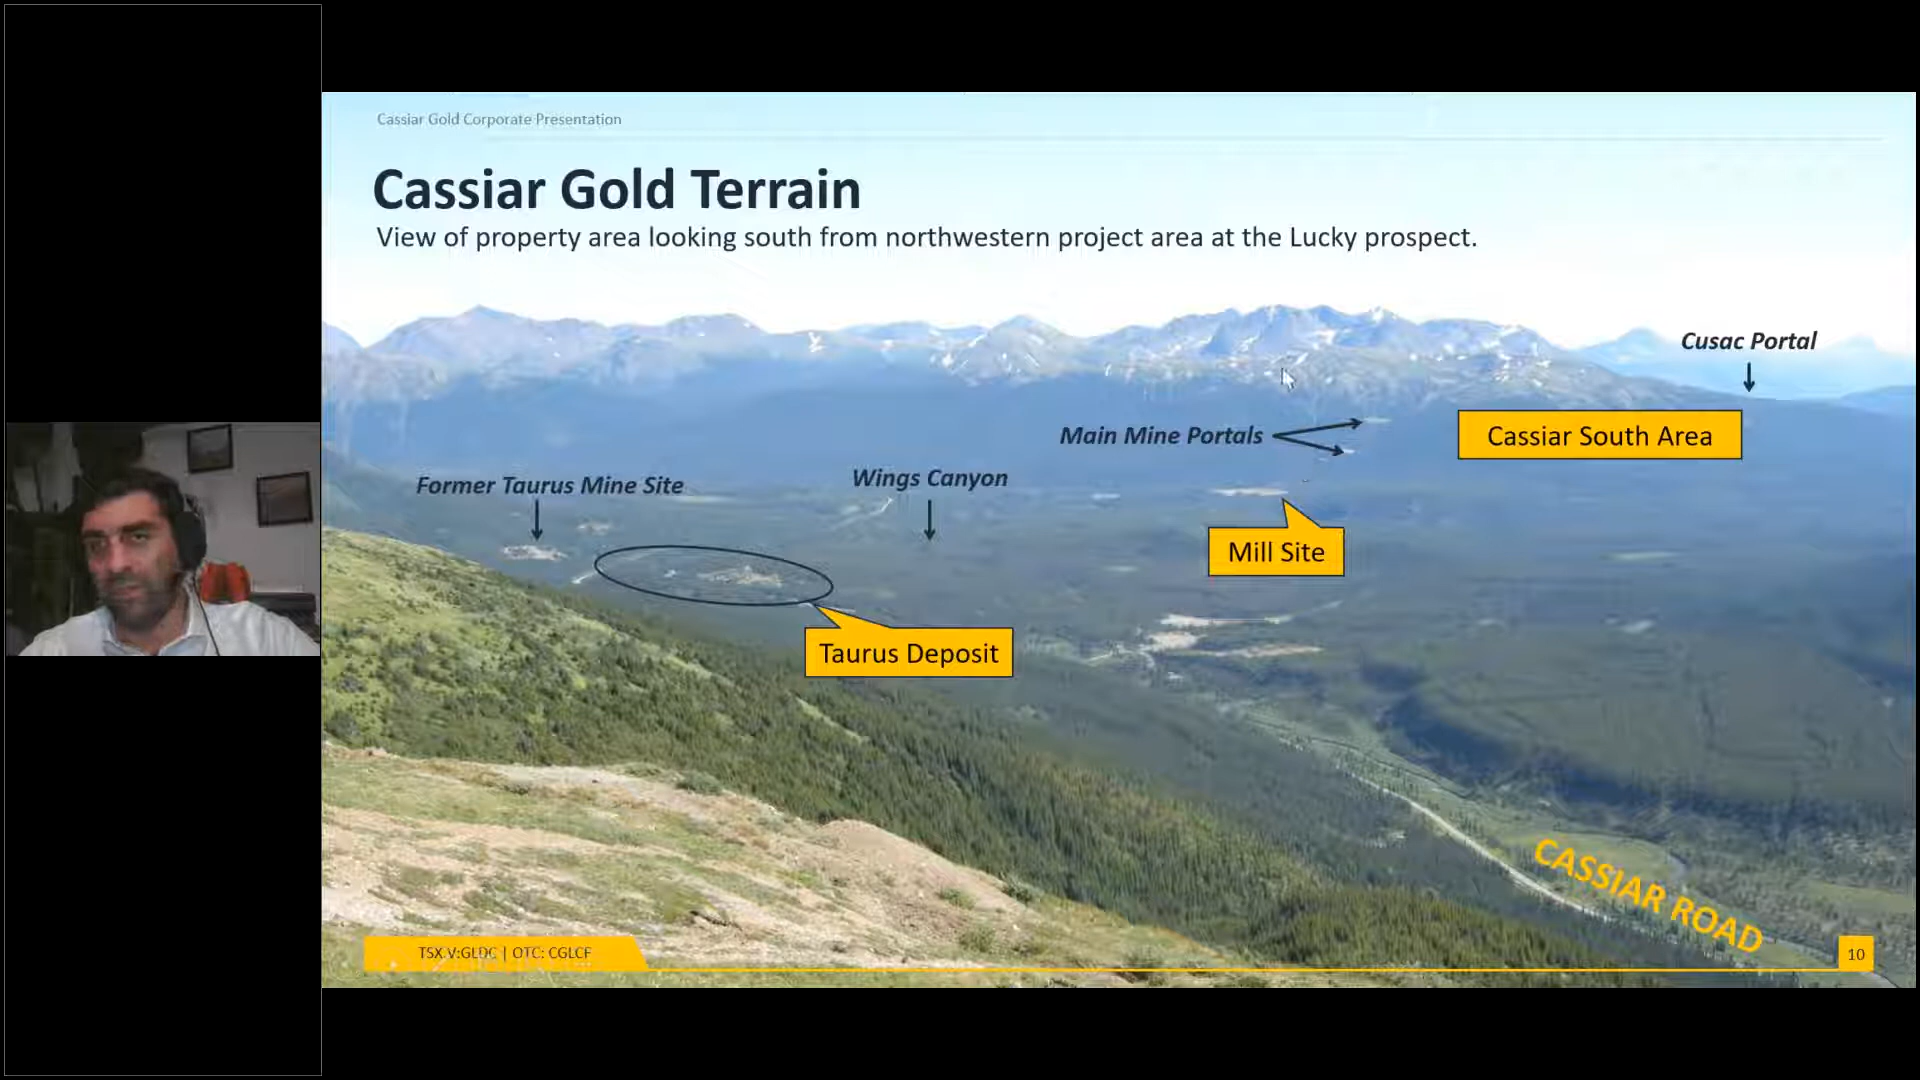 Cassiar Gold Corporate Presentation
Cassiar Gold Terrain
View of property area looking south from northwestern project area at the Lucky prospect.
Cusac Portal
Main Mine Portals
Cassiar South Area
Former Taurus Mine Site
Wings Canyon
Mill Site
Taurus Deposit
CASSIAR ROAD
TSX.V:GLDC | OTC: CGLCF
10